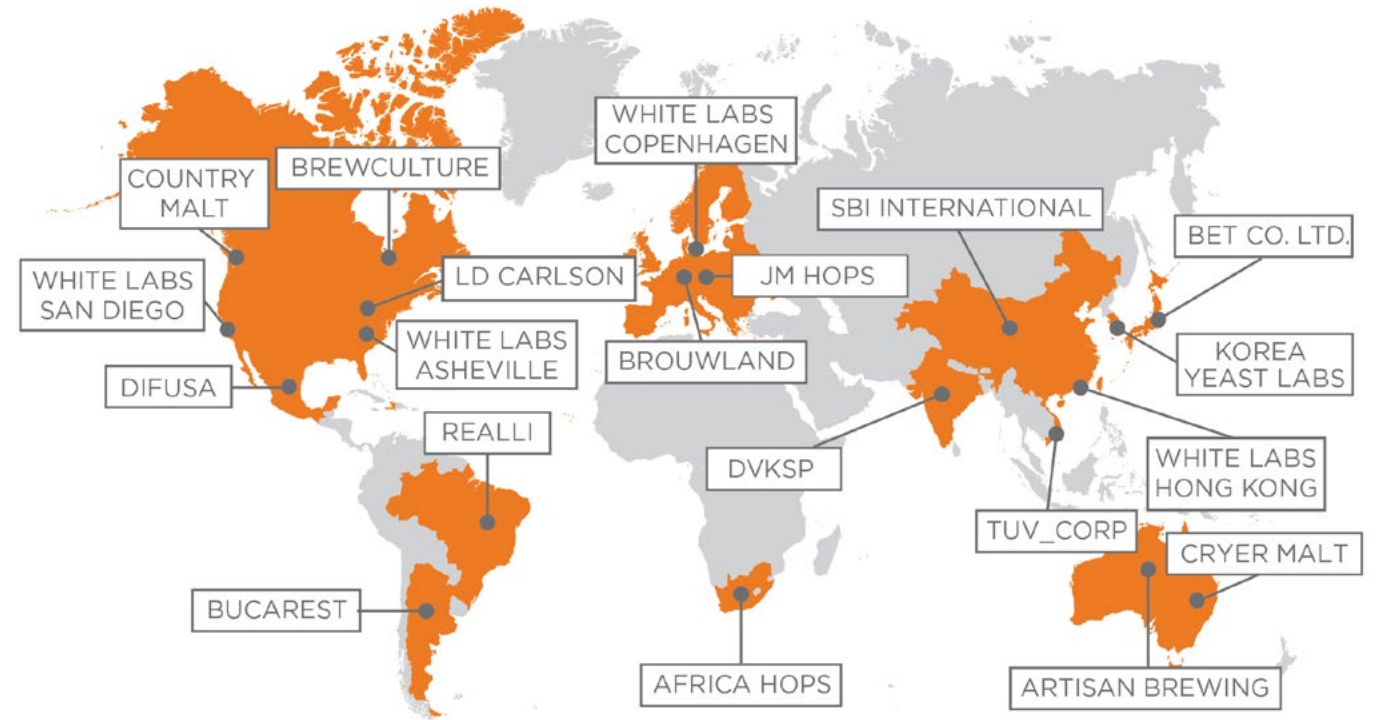 WHITE LABS
COPENHAGEN
BREWCULTURE
COUNTRY
MALT
SBI INTERNATIONAL
BET CO. LTD.
WHITE LABS
SAN DIEGO
LD CARLSON
JM HOPS
WHITE LABS
ASHEVILLE
BROUWLAND
KOREA
YEAST LABS
DIFUSA
REALLI
DVKSP
WHITE LABS
HONG KONG
TUV_CORP
CRYER MALT
BUCAREST
AFRICA HOPS
ARTISAN BREWING